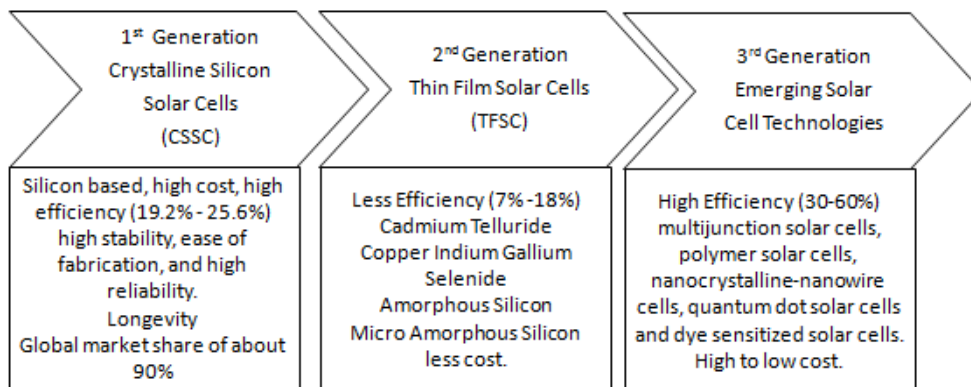 1st Generation
Crystalline Silicon
Solar Cells
(CSSC)
2nd Generation
Thin Film Solar Cells
(TFSC)
3rd Generation
Emerging Solar
Cell Technologies
Silicon based, high cost, high
efficiency (19.2% - 25.6%)
high stability, ease of
fabrication, and high
reliability.
Longevity
Global market share of about
90%
Less Efficiency (7% -18%)
Cadmium Telluride
Copper Indium Gallium
Selenide
Amorphous Silicon
Micro Amorphous Silicon
less cost.
High Efficiency (30-60%)
multijunction solar cells,
polymer solar cells,
nanocrystalline-nanowire
cells, quantum dot solar cells
and dye sensitized solar cells.
High to low cost.